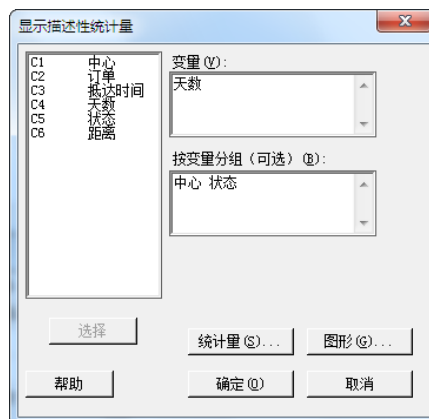 显示描述性统计量
C1 中心
C2 订单
C3 抵达时间
C4 天数
C5 状态
C6 距离
变量(V):
天数
按变量分组（可选）(B):
中心 状态
选择
统计量(S)...
图形(G)...
帮助
确定(O)
取消